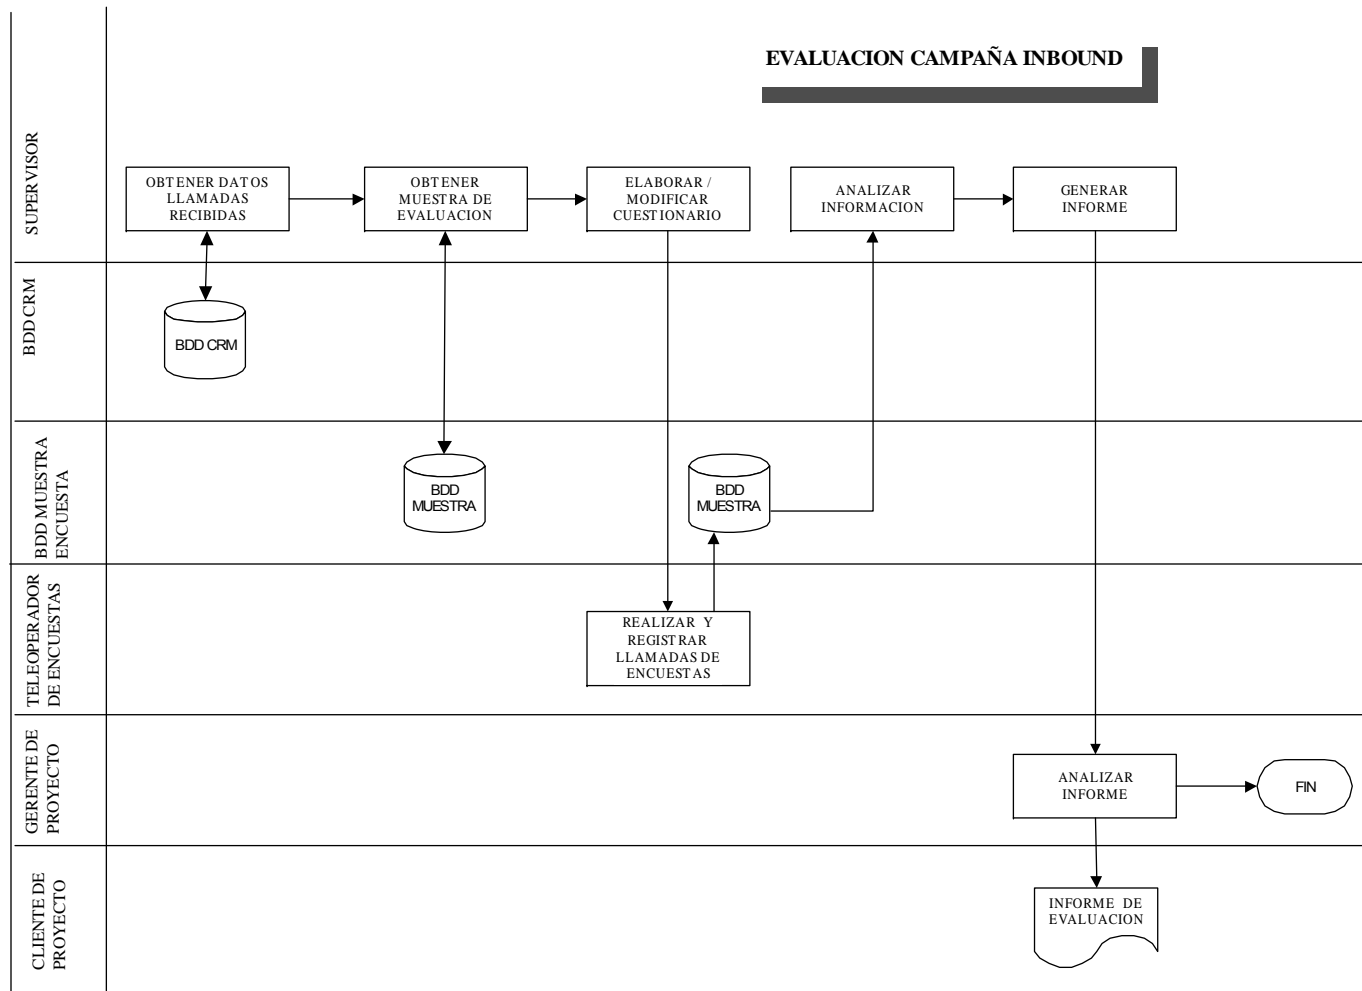 EVALUACION CAMPAÑA INBOUND
SUPERVISOR
OBTENER DATOS
LLAMADAS
RECIBIDAS
OBTENER
MUESTRA DE
EVALUACION
ELABORAR /
MODIFICAR
CUESTIONARIO
ANALIZAR
INFORMACION
GENERAR
INFORME
BDD CRM
BDD CRM
BDD MUESTRA
ENCUESTA
BDD
MUESTRA
BDD
MUESTRA
TELEOPERADOR
DE ENCUESTAS
REALIZAR Y
REGISTRAR
LLAMADAS DE
ENCUESTAS
GERENTE DE
PROYECTO
ANALIZAR
INFORME
FIN
CLIENTE DE
PROYECTO
INFORME DE
EVALUACION